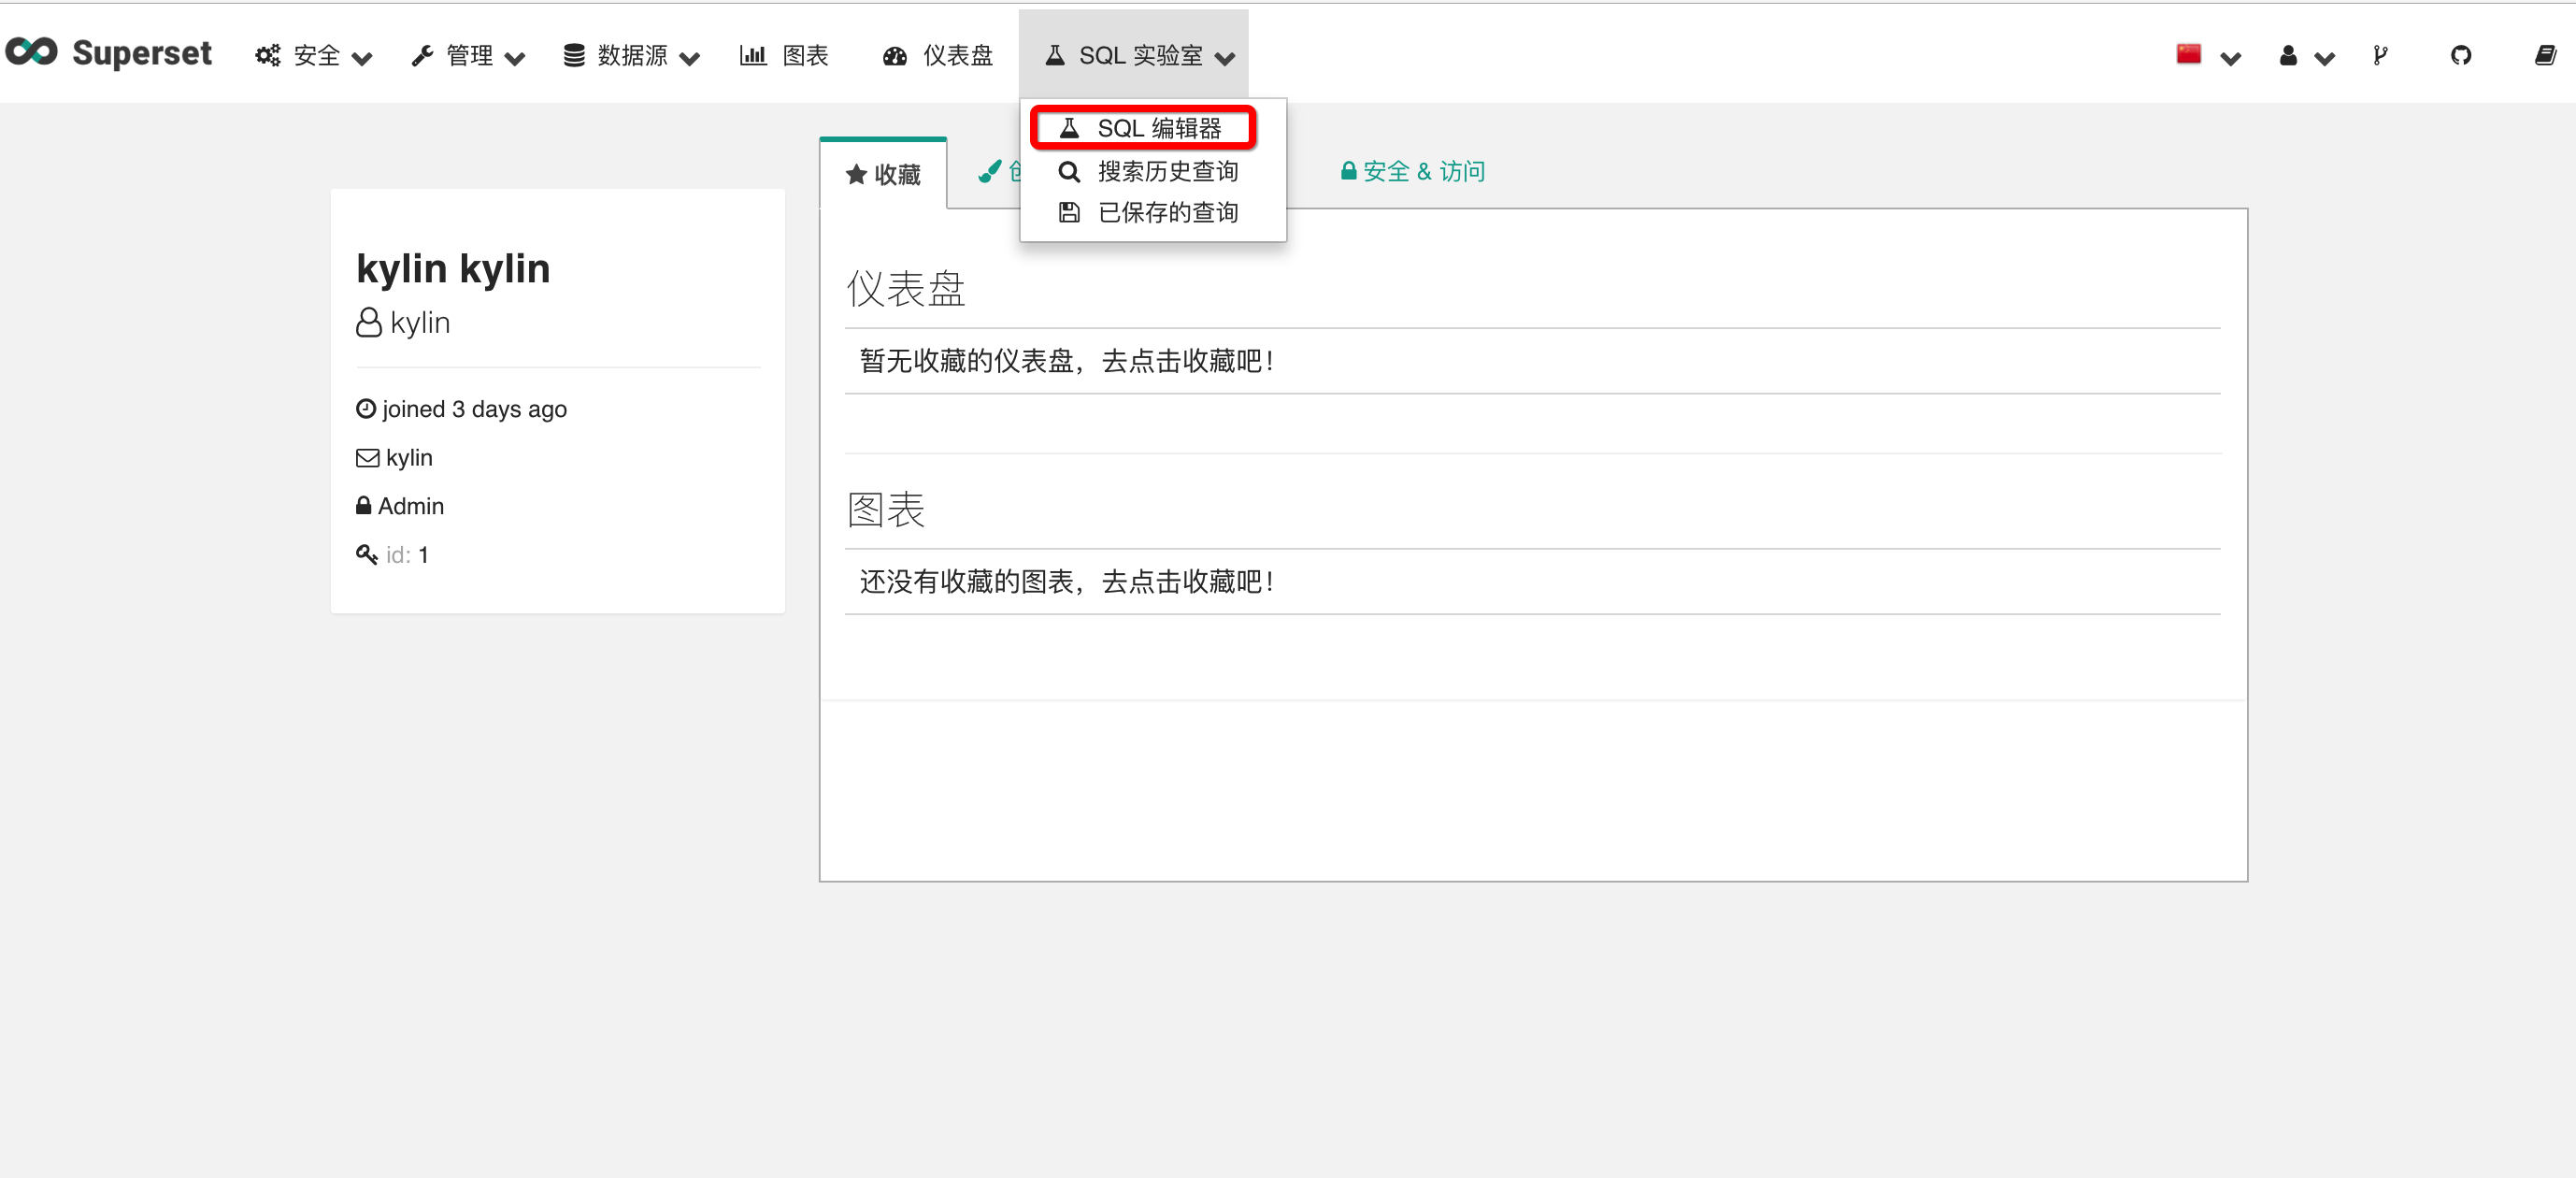 Superset 安全 管理 数据源 图表 仪表盘 SQL 实验室
SQL 编辑器
搜索历史查询
已保存的查询
收藏
安全 & 访问
kylin kylin
kylin
joined 3 days ago
kylin
Admin
id: 1
仪表盘
暂无收藏的仪表盘，去点击收藏吧！
图表
还没有收藏的图表，去点击收藏吧！